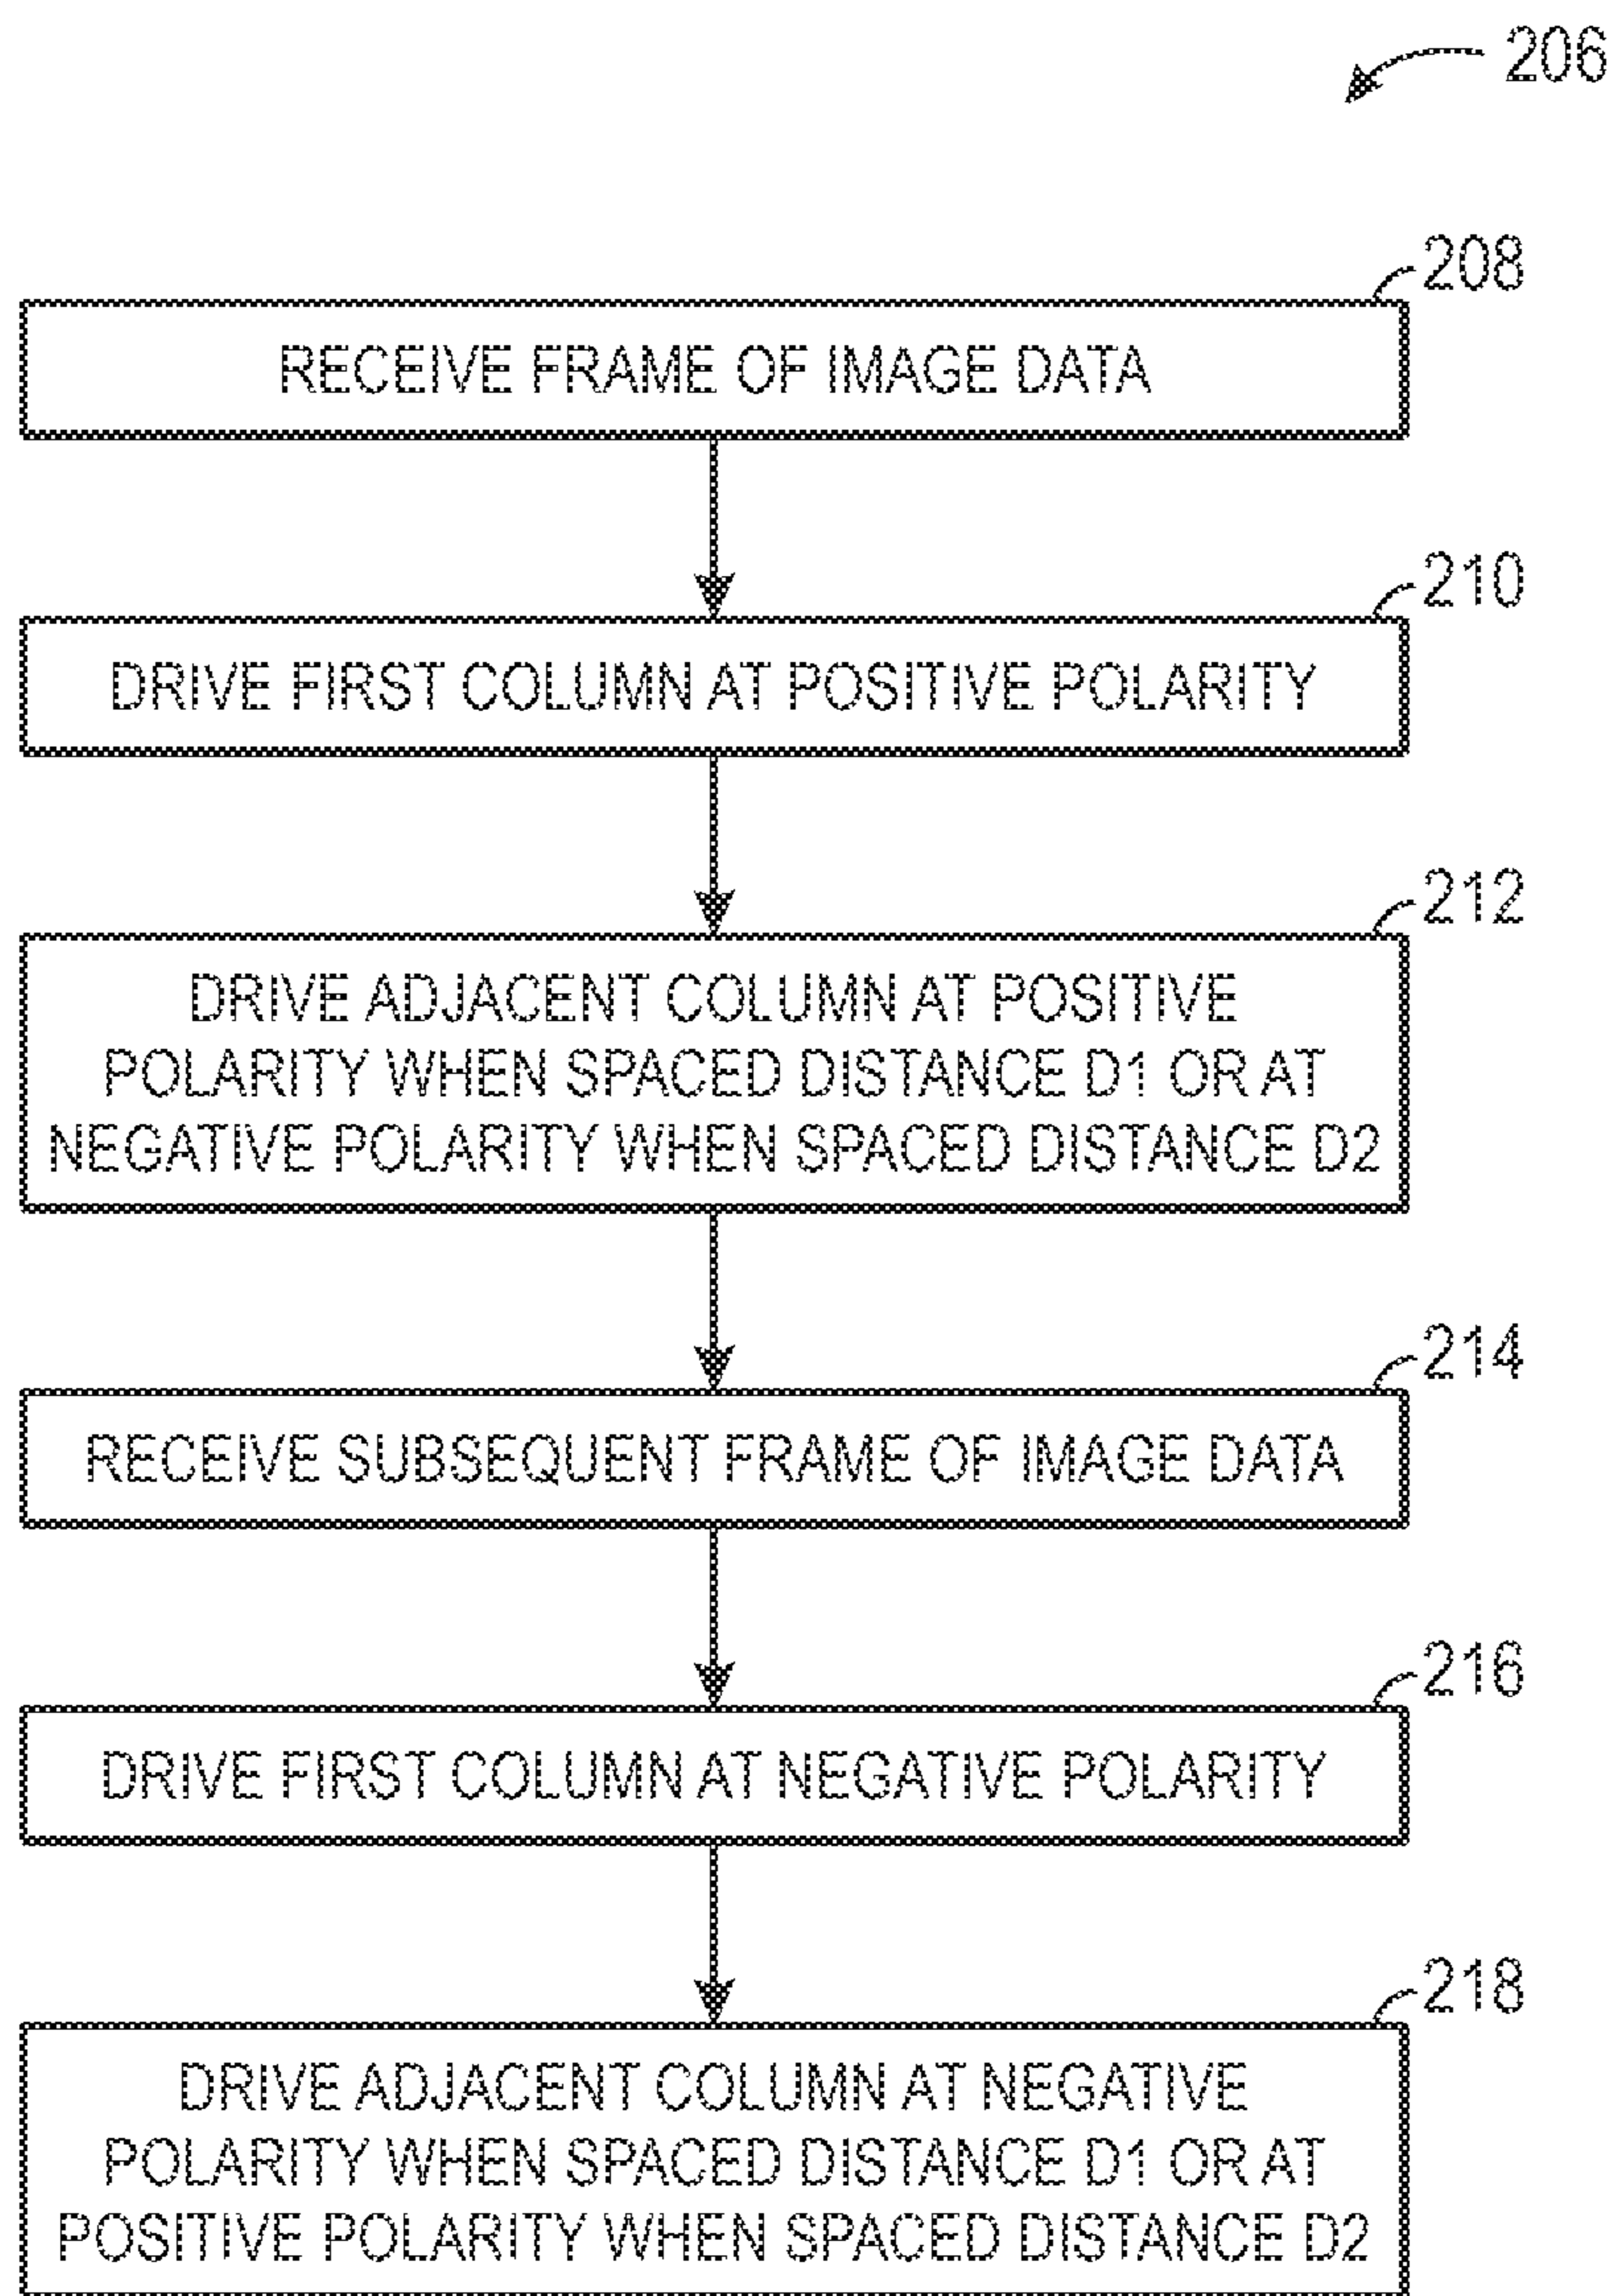 206
208
RECEIVE FRAME OF IMAGE DATA
210
DRIVE FIRST COLUMN AT POSITIVE POLARITY
212
DRIVE ADJACENT COLUMN AT POSITIVE
POLARITY WHEN SPACED DISTANCE D1 OR AT
NEGATIVE POLARITY WHEN SPACED DISTANCE D2
214
RECEIVE SUBSEQUENT FRAME OF IMAGE DATA
216
DRIVE FIRST COLUMN AT NEGATIVE POLARITY
218
DRIVE ADJACENT COLUMN AT NEGATIVE
POLARITY WHEN SPACED DISTANCE D1 OR AT
POSITIVE POLARITY WHEN SPACED DISTANCE D2